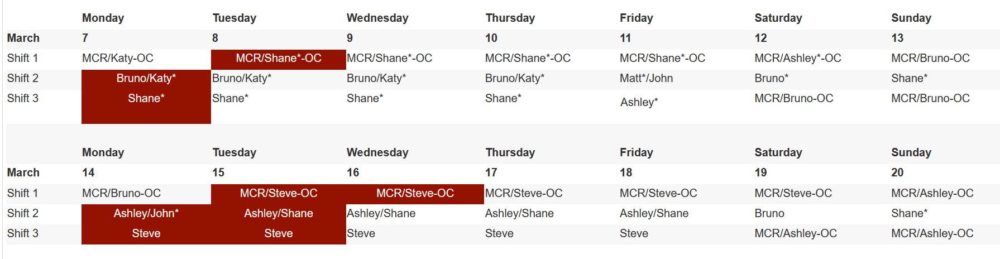 Monday Tuesday Wednesday Thursday Friday Saturday Sunday
March 7 8 9 10 11 12 13
Shift 1 MCR/Katy-OC MCR/Shane*-OC MCR/Shane*-OC MCR/Shane*-OC MCR/Shane*-OC MCR/Ashley*-OC MCR/Bruno-OC
Shift 2 Bruno/Katy* Bruno/Katy* Bruno/Katy* Bruno/Katy* Matt*/John Bruno* Shane*
Shift 3 Shane* Shane* Shane* Shane* Ashley* MCR/Bruno-OC MCR/Bruno-OC
Monday Tuesday Wednesday Thursday Friday Saturday Sunday
March 14 15 16 17 18 19 20
Shift 1 MCR/Bruno-OC MCR/Steve-OC MCR/Steve-OC MCR/Steve-OC MCR/Steve-OC MCR/Steve-OC MCR/Ashley-OC
Shift 2 Ashley/John* Ashley/Shane Ashley/Shane Ashley/Shane Ashley/Shane Bruno Shane*
Shift 3 Steve Steve Steve Steve Steve MCR/Ashley-OC MCR/Ashley-OC